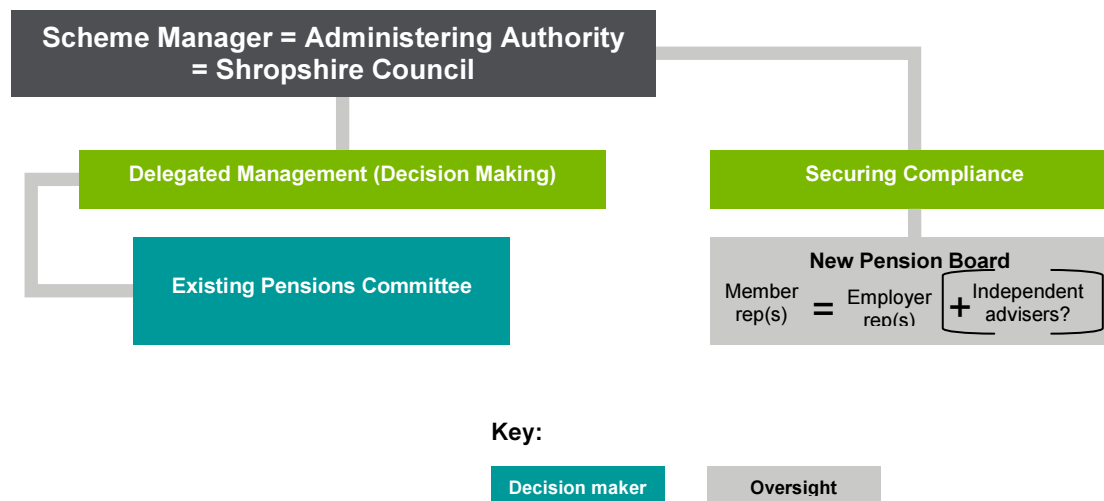 Scheme Manager = Administering Authority
= Shropshire Council
Delegated Management (Decision Making)
Securing Compliance
Existing Pensions Committee
New Pension Board
Member
rep(s)
=
Employer
rep(s)
+
Independent
advisers?
Key:
Decision maker
Oversight